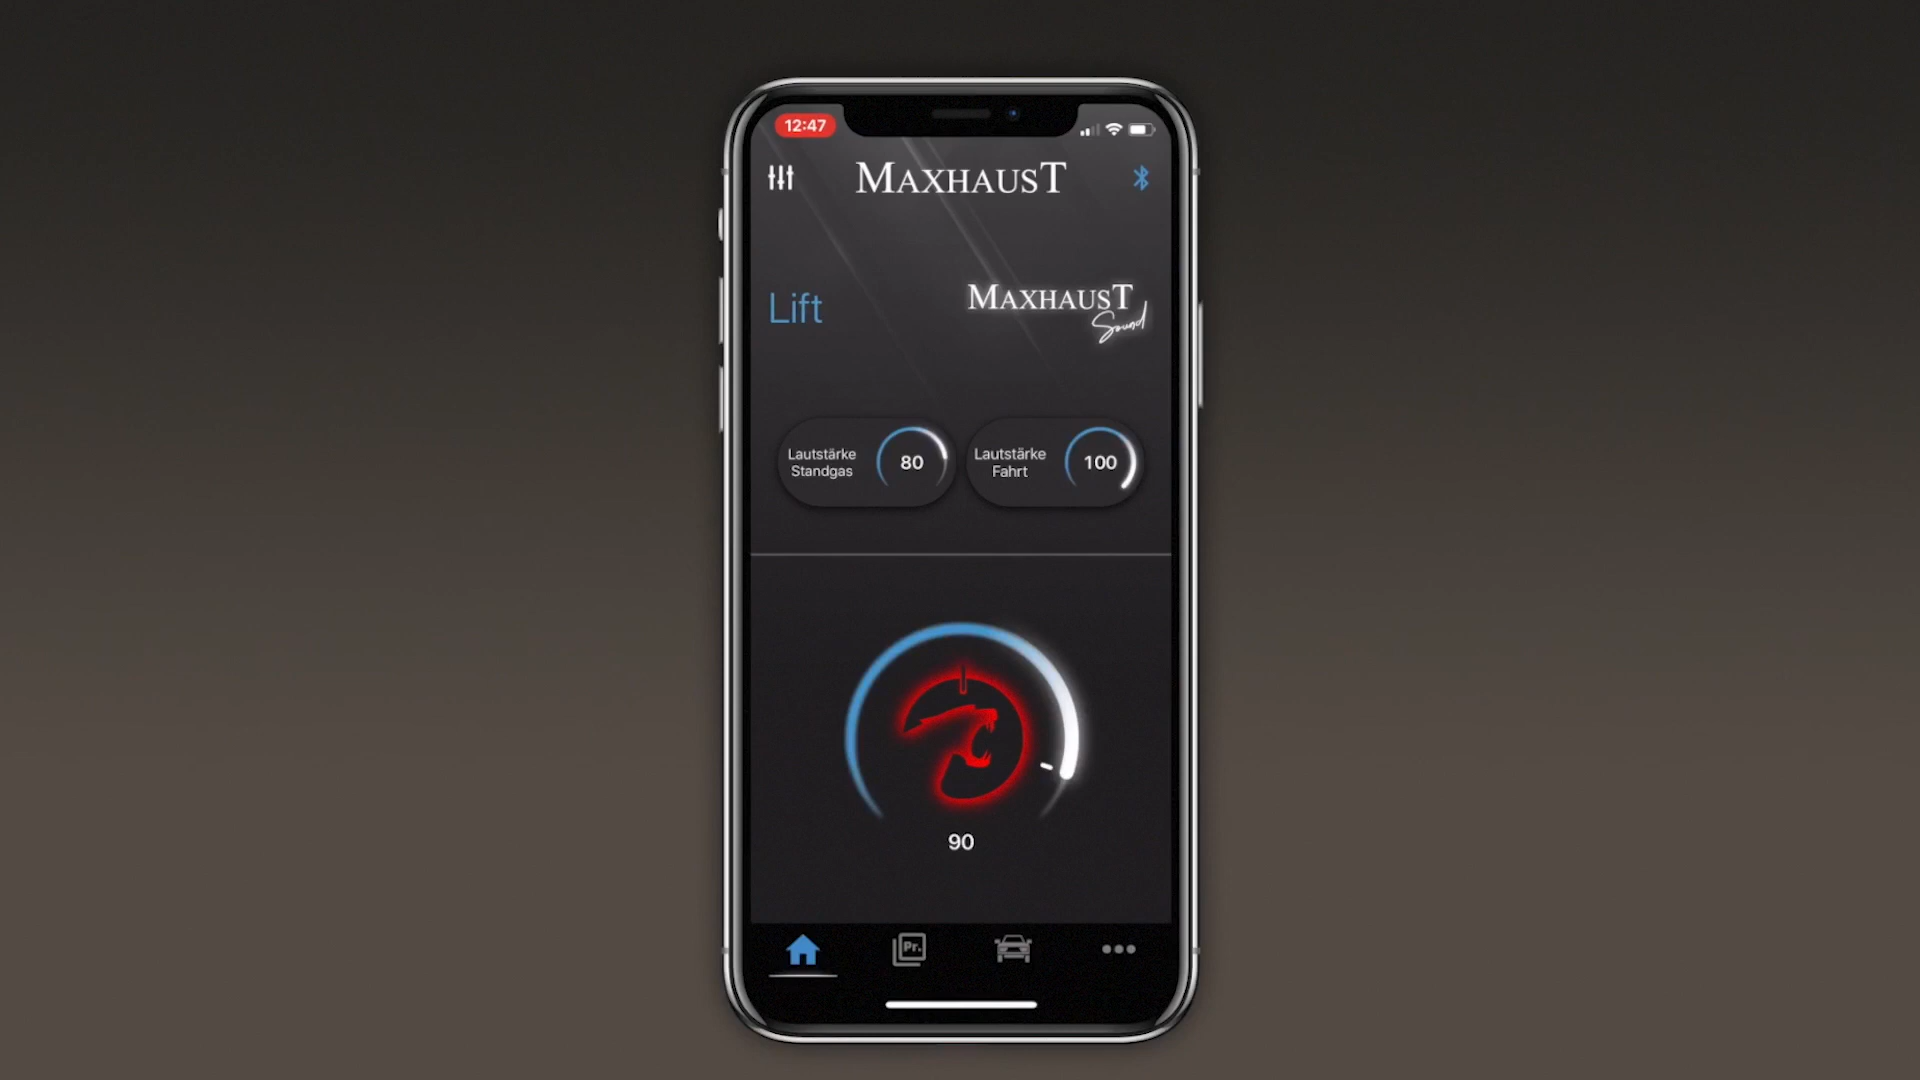 12:47
MAXHAUST
Lift
MAXHAUST
Sound
Lautstärke
Standgas
80
Lautstärke
Fahrt
100
90
Pr.